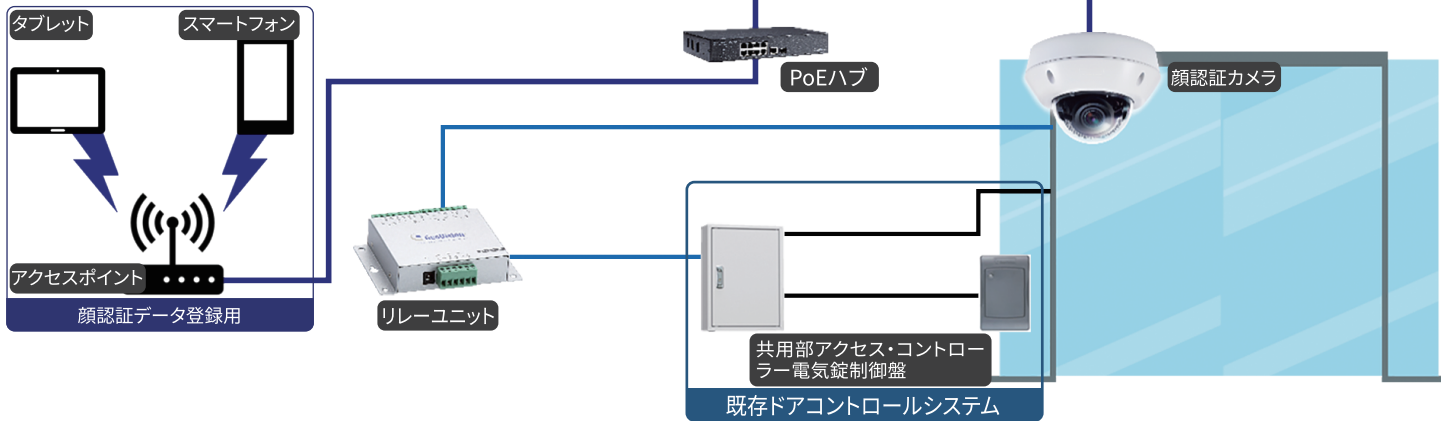 タブレット
スマートフォン
PoEハブ
顔認証カメラ
アクセスポイント
顔認証データ登録用
GeoVision
リレーユニット
共用部アクセス・コントロー
ラー電気錠制御盤
既存ドアコントロールシステム